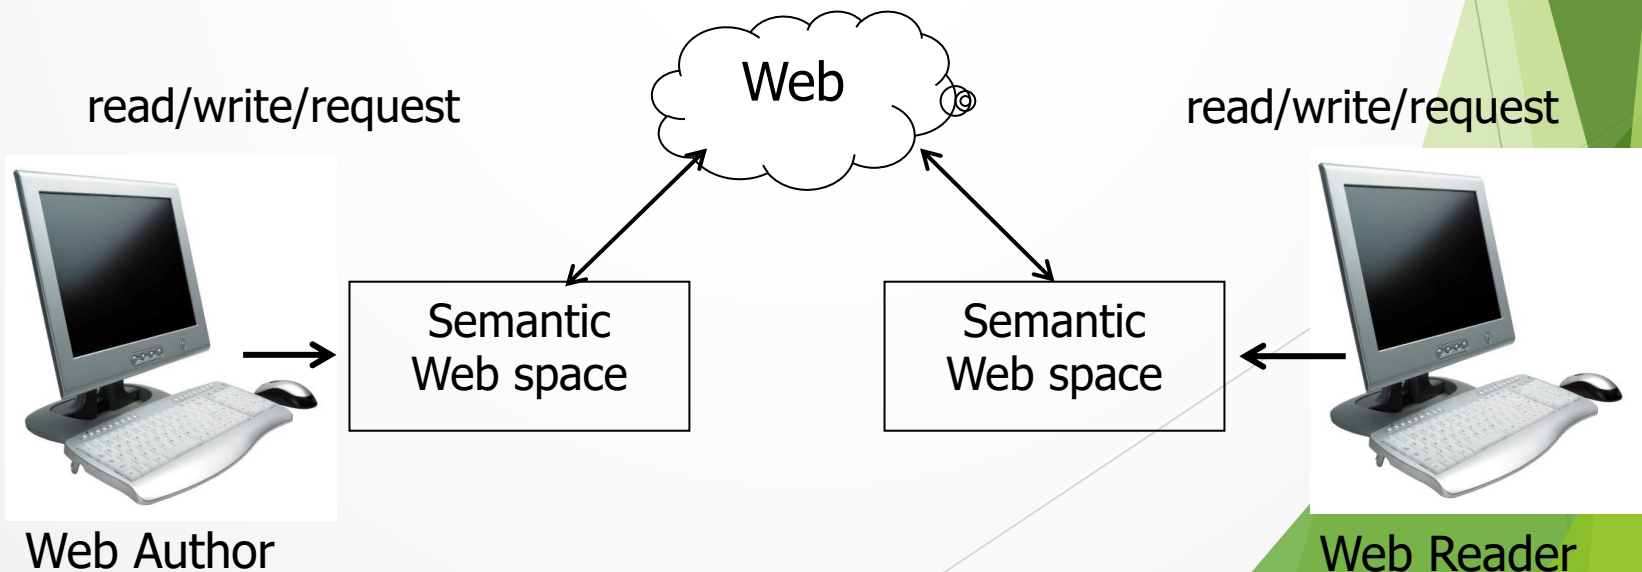 Web
read/write/request
read/write/request
Semantic
Web space
Semantic
Web space
Web Author
Web Reader